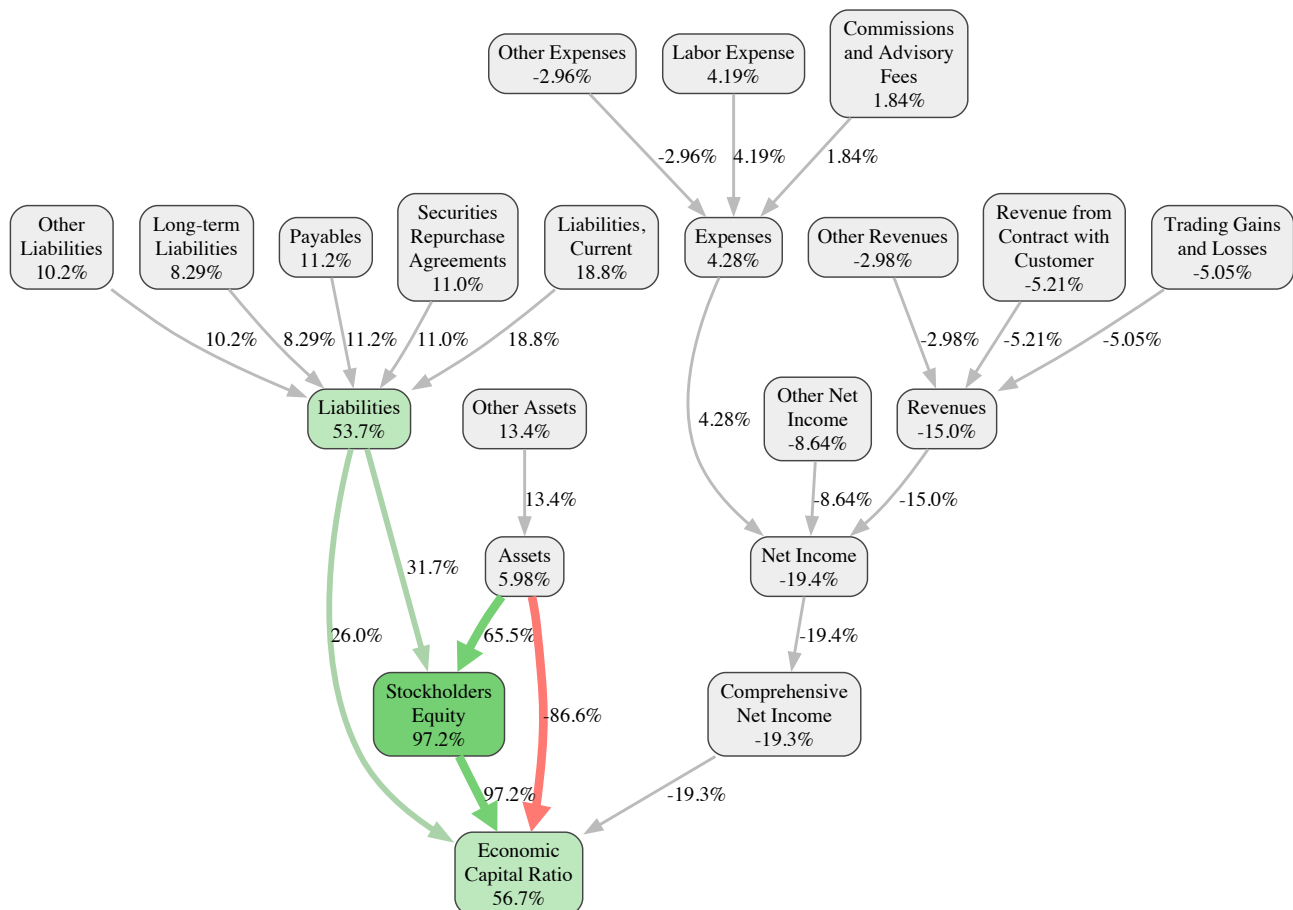 Other Expenses
-2.96%
Labor Expense
4.19%
Commissions
and Advisory
Fees
1.84%
-2.96%
4.19%
1.84%
Other
Liabilities
10.2%
Long-term
Liabilities
8.29%
Payables
11.2%
Securities
Repurchase
Agreements
11.0%
Liabilities,
Current
18.8%
Expenses
4.28%
Other Revenues
-2.98%
Revenue from
Contract with
Customer
-5.21%
Trading Gains
and Losses
-5.05%
10.2%
8.29%
11.2%
11.0%
18.8%
-2.98%
-5.21%
-5.05%
Liabilities
53.7%
Other Assets
13.4%
4.28%
Other Net
Income
-8.64%
Revenues
-15.0%
13.4%
-8.64%
-15.0%
31.7%
Assets
5.98%
Net Income
-19.4%
26.0%
65.5%
-19.4%
Stockholders
Equity
97.2%
-86.6%
Comprehensive
Net Income
-19.3%
97.2%
-19.3%
Economic
Capital Ratio
56.7%